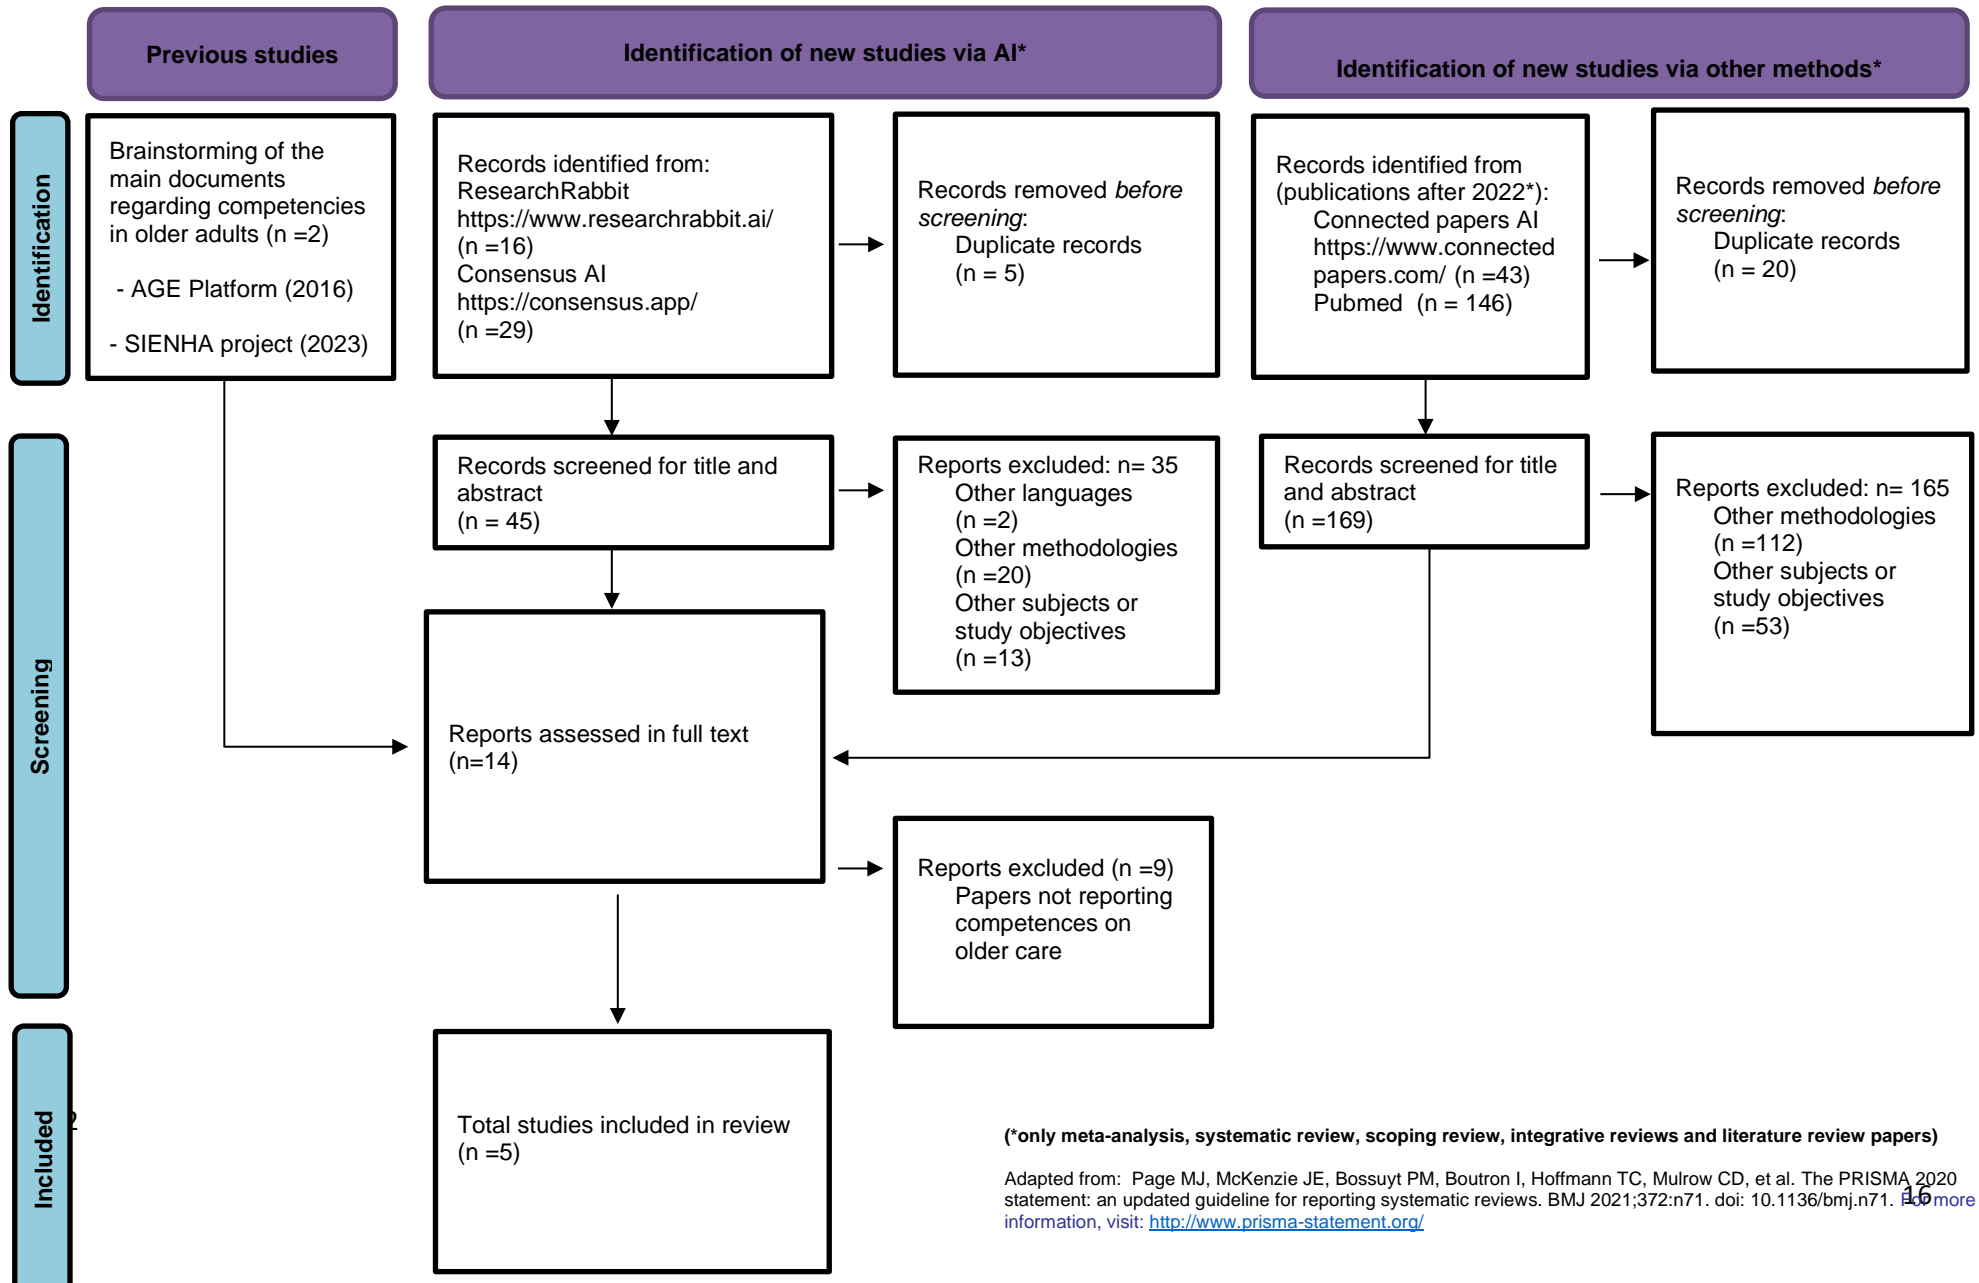 Previous studies
Identification of new studies via AI*
Identification of new studies via other methods*
Identification
Brainstorming of the
main documents
regarding competencies
in older adults (n =2)
- AGE Platform (2016)
- SIENHA project (2023)
Records identified from:
ResearchRabbit
https://www.researchrabbit.ai/
(n =16)
Consensus AI
https://consensus.app/
(n =29)
Records removed before
screening:
Duplicate records
(n = 5)
Records identified from
(publications after 2022*):
Connected papers AI
https://www.connected
papers.com/ (n =43)
Pubmed (n = 146)
Records removed before
screening:
Duplicate records
(n = 20)
Screening
Records screened for title and
abstract
(n = 45)
Reports excluded: n= 35
Other languages
(n =2)
Other methodologies
(n =20)
Other subjects or
study objectives
(n =13)
Records screened for title
and abstract
(n =169)
Reports excluded: n= 165
Other methodologies
(n =112)
Other subjects or
study objectives
(n =53)
Reports assessed in full text
(n=14)
Reports excluded (n =9)
Papers not reporting
competences on
older care
Included
2
Total studies included in review
(n =5)
(*only meta-analysis, systematic review, scoping review, integrative reviews and literature review papers)
Adapted from: Page MJ, McKenzie JE, Bossuyt PM, Boutron I, Hoffmann TC, Mulrow CD, et al. The PRISMA 2020
statement: an updated guideline for reporting systematic reviews. BMJ 2021;372:n71. doi: 10.1136/bmj.n71. For more
information, visit: http://www.prisma-statement.org/
16